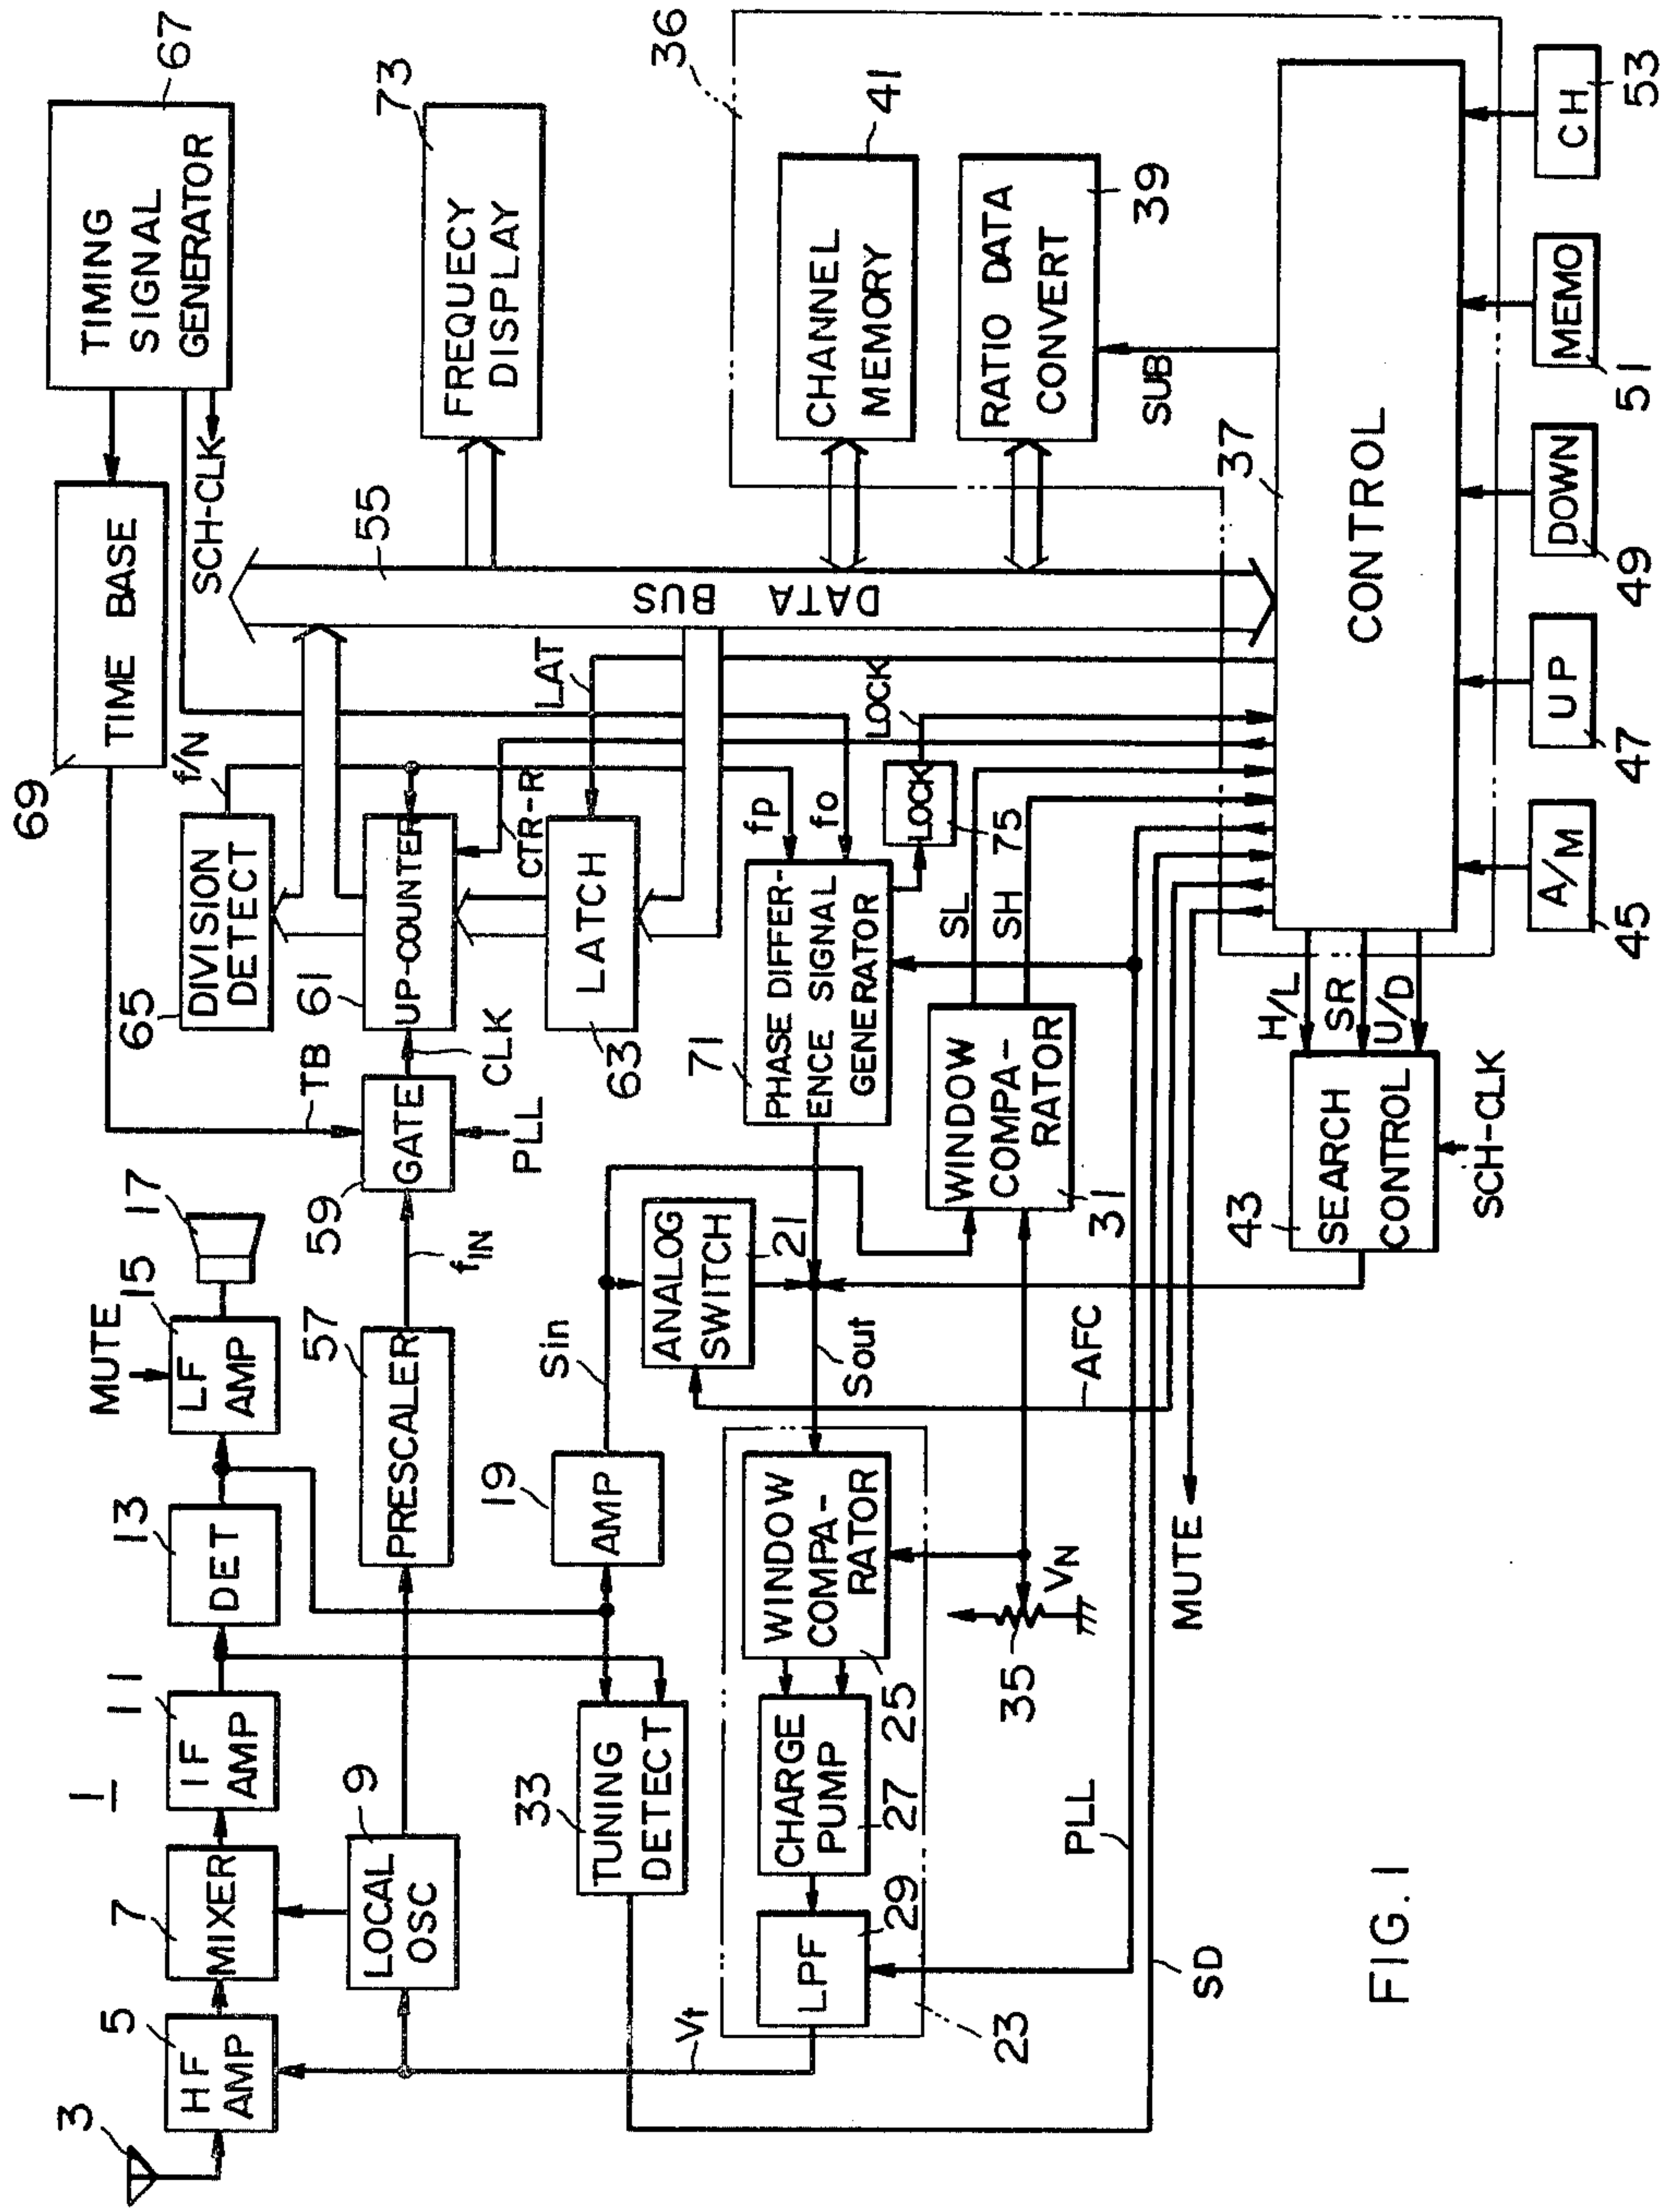 1
3
HF
AMP
5
MIXER
7
LOCAL
OSC
9
IF
AMP
11
DET
13
MUTE
LF
AMP
15
17
PRESCALER
57
fIN
GATE
59
TB
PLL
CLK
UP-COUNTER
61
DIVISION
DETECT
65
f/N
LATCH
63
LAT
CTR-R
TIME BASE
69
TIMING
SIGNAL
GENERATOR
67
SCH-CLK
FREQUECY
DISPLAY
73
DATA BUS
55
36
CHANNEL
MEMORY
41
RATIO DATA
CONVERT
39
SUB
TUNING
DETECT
33
AMP
19
Sin
ANALOG
SWITCH
21
Sout
PHASE DIFFER-
ENCE SIGNAL
GENERATOR
71
fp
fo
LOCK
75
LOCK
SL
SH
WINDOW
COMPA-
RATOR
31
WINDOW
COMPA-
RATOR
25
CHARGE
PUMP
27
LPF
29
23
Vt
VN
35
AFC
PLL
SD
MUTE
H/L
SR
U/D
SEARCH
CONTROL
43
SCH-CLK
CONTROL
37
A/M
45
UP
47
DOWN
49
MEMO
51
CH
53
FIG. 1